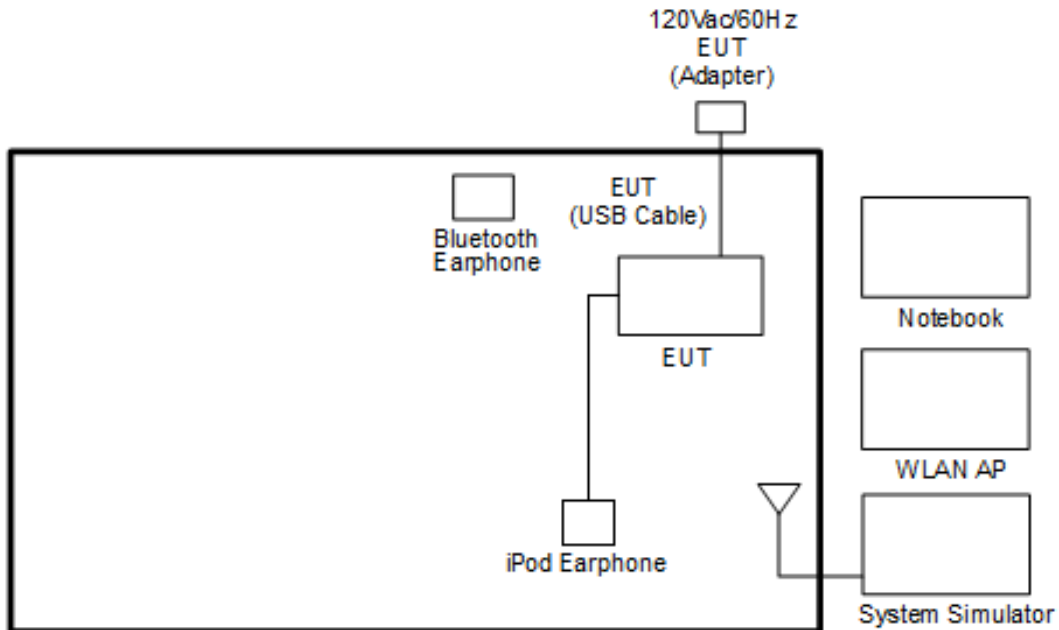 120Vac/60Hz
EUT
(Adapter)
EUT
(USB Cable)
Bluetooth
Earphone
EUT
Notebook
WLAN AP
iPod Earphone
System Simulator